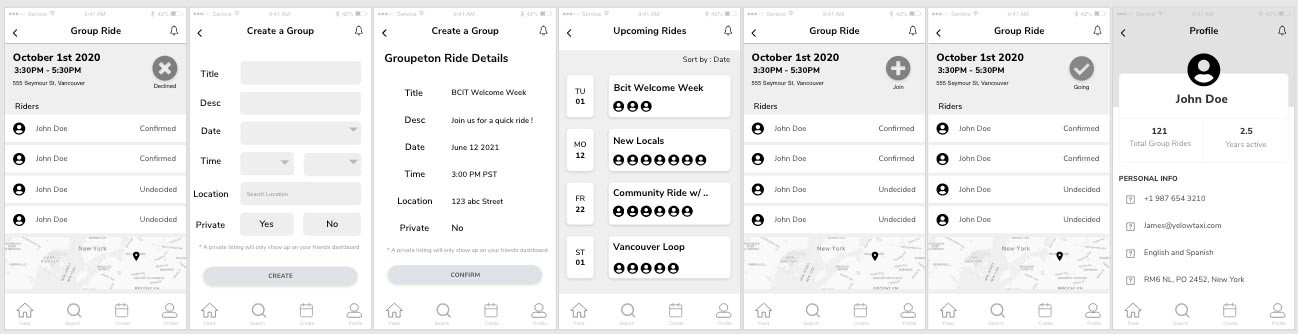 Service 9:41 AM 42%
Group Ride
October 1st 2020
3:30PM - 5:30PM
555 Seymour St, Vancouver
Declined
Riders
John Doe Confirmed
John Doe Confirmed
John Doe Undecided
John Doe Undecided
New York
BROOKLYN
Feed Search Create Profile
Service 9:41 AM 42%
Create a Group
Title
Desc
Date
Time
Location Search Location
Private Yes No
* A private listing will only show up on your friends dashboard
CREATE
Feed Search Create Profile
Service 9:41 AM 42%
Create a Group
Groupeton Ride Details
Title BCIT Welcome Week
Desc Join us for a quick ride !
Date June 12 2021
Time 3:00 PM PST
Location 123 abc Street
Private No
* A private listing will only show up on your friends dashboard
CONFIRM
Feed Search Create Profile
Service 9:41 AM 42%
Upcoming Rides
Sort by : Date
TU 01 Bcit Welcome Week
MO 12 New Locals
FR 22 Community Ride w/ ..
ST 01 Vancouver Loop
Feed Search Create Profile
Service 9:41 AM 42%
Group Ride
October 1st 2020
3:30PM - 5:30PM
555 Seymour St, Vancouver
Join
Riders
John Doe Confirmed
John Doe Confirmed
John Doe Undecided
John Doe Undecided
New York
BROOKLYN
Feed Search Create Profile
Service 9:41 AM 42%
Group Ride
October 1st 2020
3:30PM - 5:30PM
555 Seymour St, Vancouver
Going
Riders
John Doe Confirmed
John Doe Confirmed
John Doe Undecided
John Doe Undecided
New York
BROOKLYN
Feed Search Create Profile
Service 9:41 AM 42%
Profile
John Doe
121 2.5
Total Group Rides Years active
PERSONAL INFO
? +1 987 654 3210
? James@yelowtaxi.com
? English and Spanish
? RM6 NL, PO 2452, New York
Feed Search Create Profile